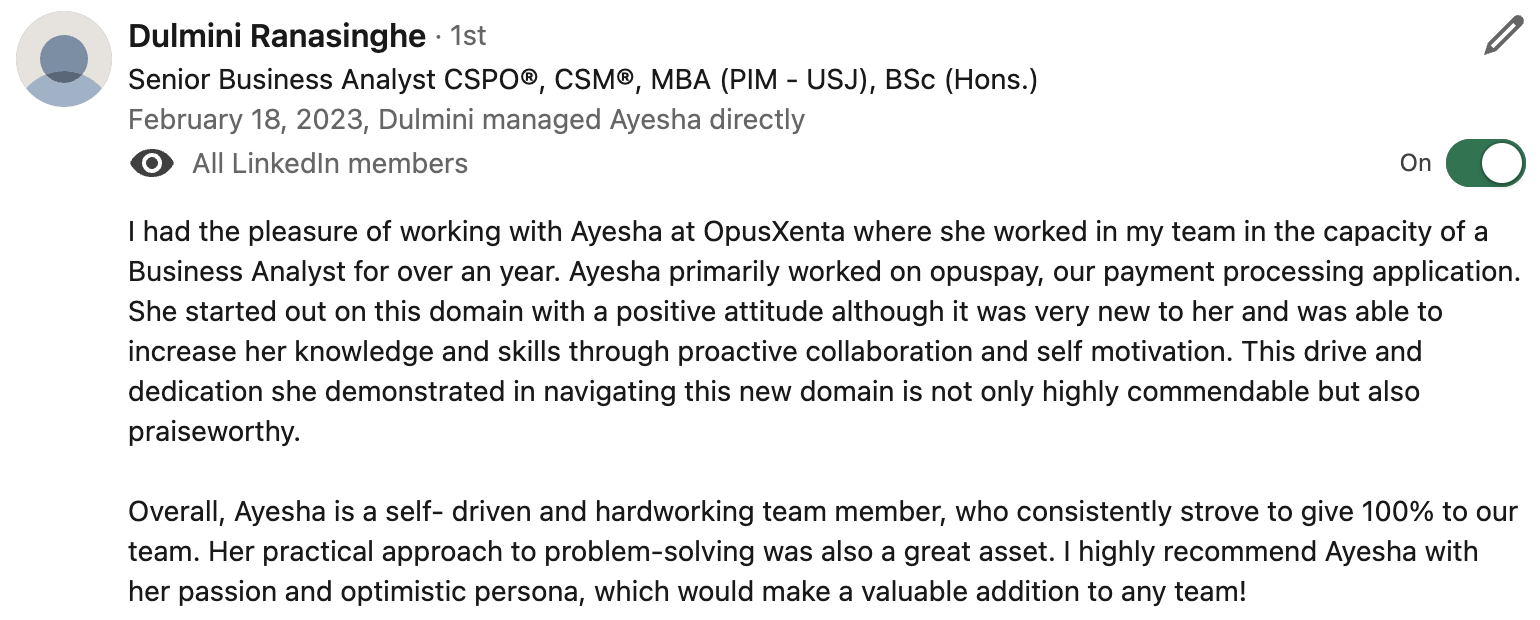 Dulmini Ranasinghe · 1st
Senior Business Analyst CSPO®, CSM®, MBA (PIM - USJ), BSc (Hons.)
February 18, 2023, Dulmini managed Ayesha directly
All LinkedIn members
On
I had the pleasure of working with Ayesha at OpusXenta where she worked in my team in the capacity of a
Business Analyst for over an year. Ayesha primarily worked on opuspay, our payment processing application.
She started out on this domain with a positive attitude although it was very new to her and was able to
increase her knowledge and skills through proactive collaboration and self motivation. This drive and
dedication she demonstrated in navigating this new domain is not only highly commendable but also
praiseworthy.
Overall, Ayesha is a self- driven and hardworking team member, who consistently strove to give 100% to our
team. Her practical approach to problem-solving was also a great asset. I highly recommend Ayesha with
her passion and optimistic persona, which would make a valuable addition to any team!